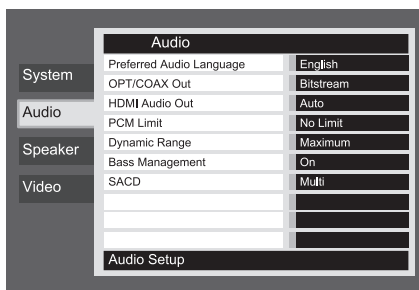 System
Audio
Speaker
Video
Audio
Preferred Audio Language English
OPT/COAX Out Bitstream
HDMI Audio Out Auto
PCM Limit No Limit
Dynamic Range Maximum
Bass Management On
SACD Multi
Audio Setup